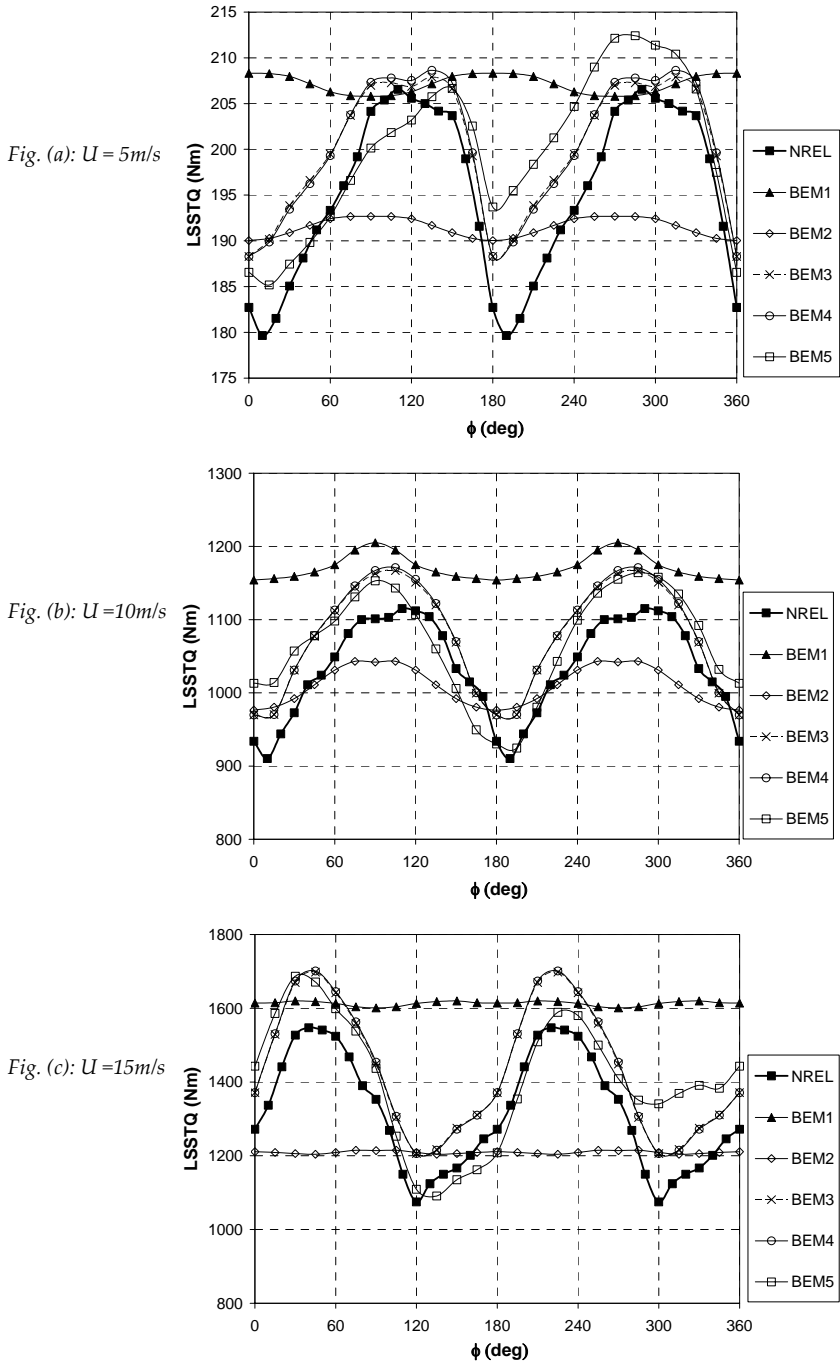 Fig. (a): U = 5m/s
LSSTQ (Nm)
215
210
205
200
195
190
185
180
175
0 60 120 180 240 300 360
ϕ (deg)
NREL
BEM1
BEM2
BEM3
BEM4
BEM5
Fig. (b): U =10m/s
LSSTQ (Nm)
1300
1200
1100
1000
900
800
0 60 120 180 240 300 360
ϕ (deg)
NREL
BEM1
BEM2
BEM3
BEM4
BEM5
Fig. (c): U =15m/s
LSSTQ (Nm)
1800
1600
1400
1200
1000
800
0 60 120 180 240 300 360
ϕ (deg)
NREL
BEM1
BEM2
BEM3
BEM4
BEM5